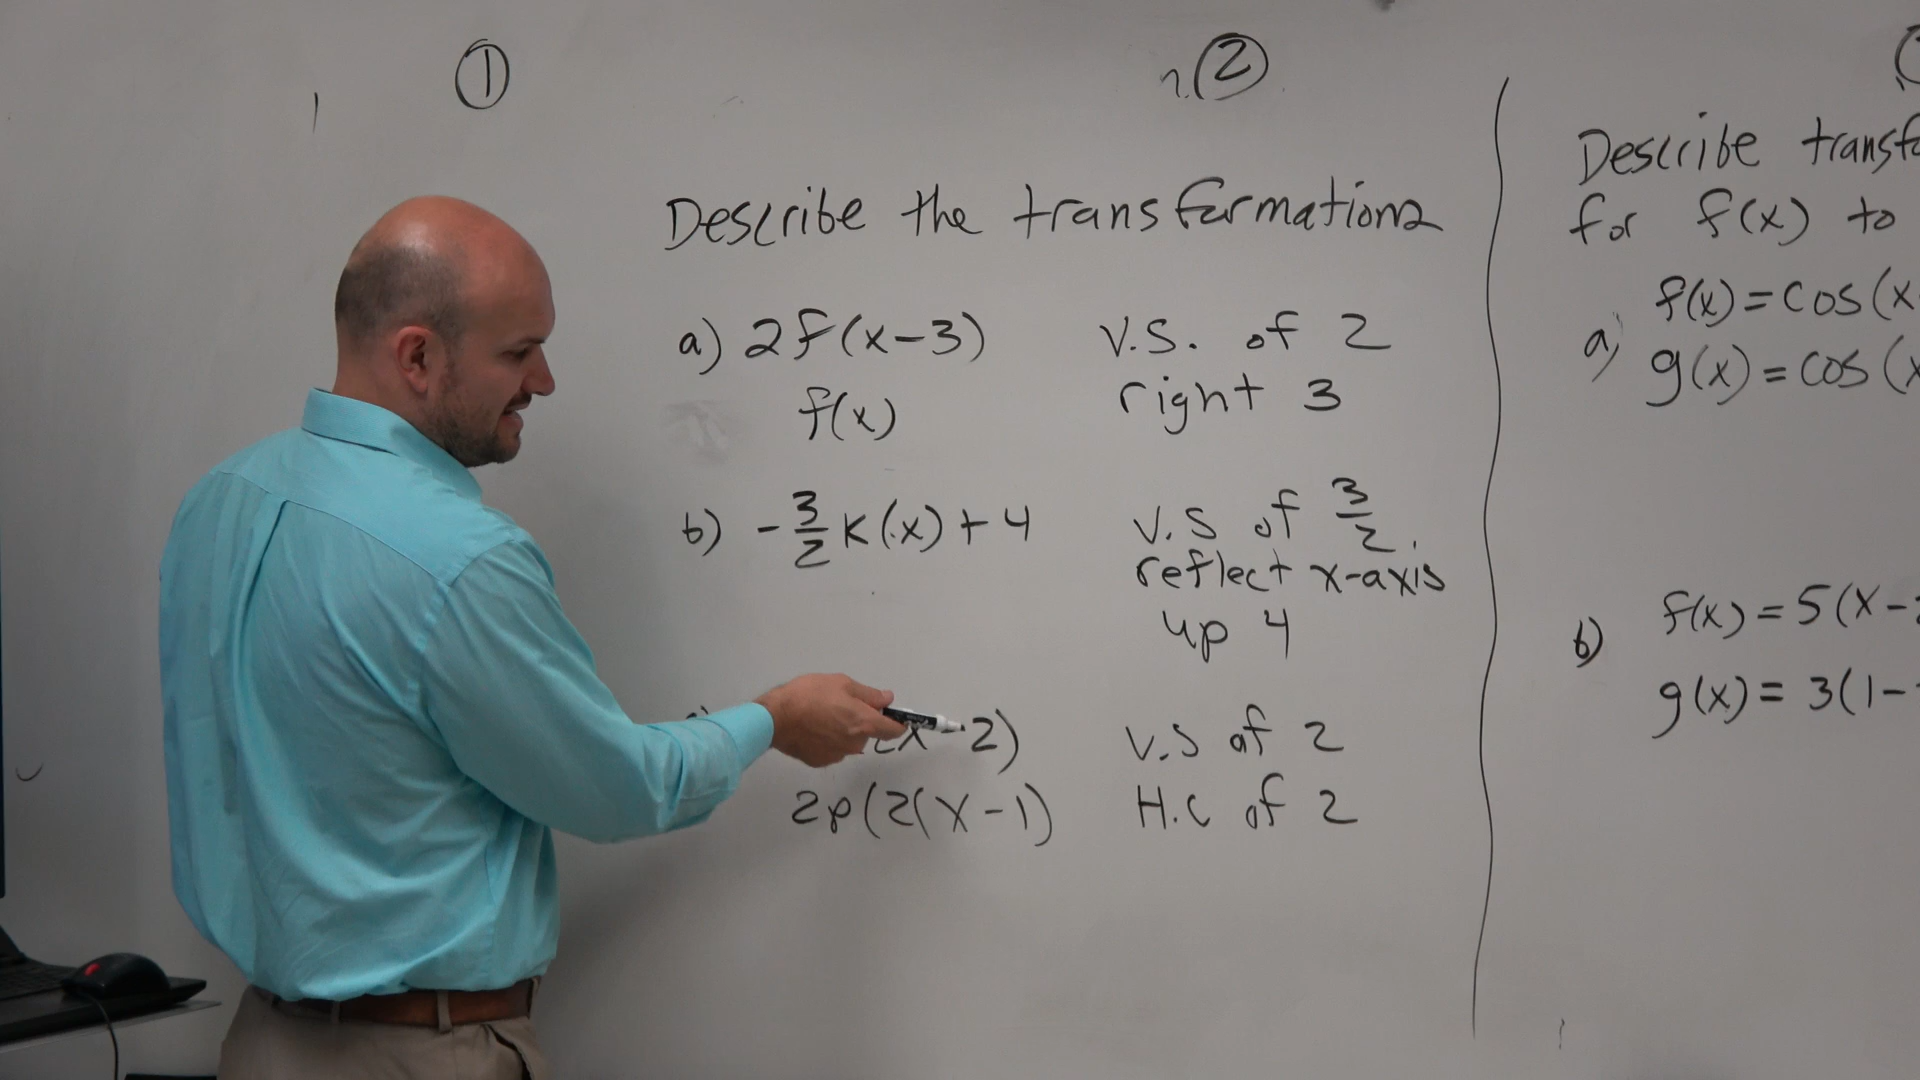 ①
②
Describe the transformations
a) 2f(x-3) V.S. of 2
f(x) right 3
b) -3/2 k(x)+4 V.S of 3/2
reflect x-axis
up 4
2x-2) V.S of 2
2p(2(x-1) H.C of 2
Describe
for f(x) to
f(x)=cos(x
a) g(x)=cos(x
f(x)=5(x-
b)
g(x)=3(1-